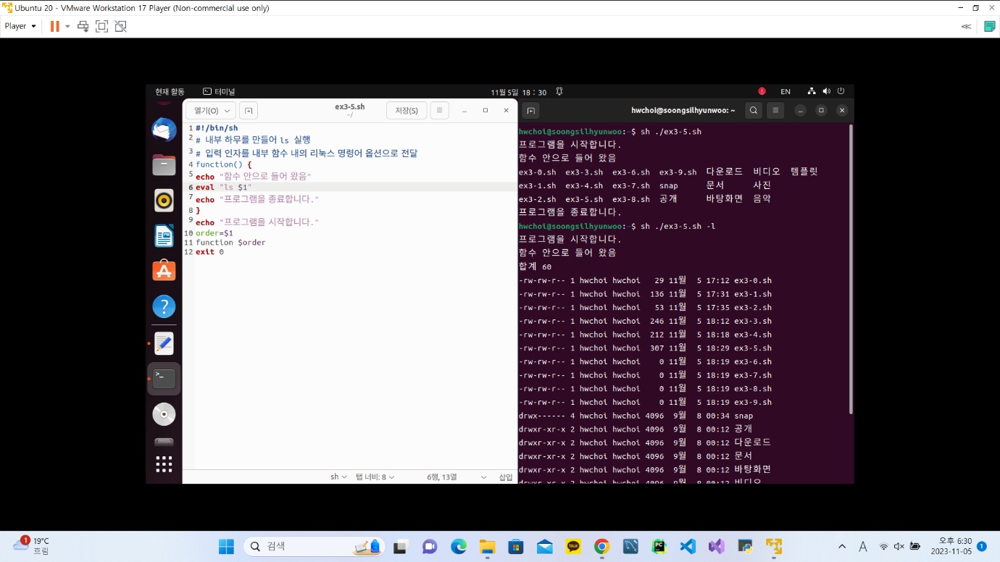 Ubuntu 20 - VMware Workstation 17 Player (Non-commercial use only)
Player
현재 활동
터미널
11월 5일 18 : 30
EN
열기(O)
ex3-5.sh
~/
저장(S)
1 #!/bin/sh
2 # 내부 하무를 만들어 ls 실행
3 # 입력 인자를 내부 함수 내의 리눅스 명령어 옵션으로 전달
4 function() {
5 echo "함수 안으로 들어 왔음"
6 eval "ls $1"
7 echo "프로그램을 종료합니다."
8 }
9 echo "프로그램을 시작합니다."
10 order=$1
11 function $order
12 exit 0
sh
탭 너비: 8
6행, 13열
삽입
hwchoi@soongsilhyunwoo: ~
hwchoi@soongsilhyunwoo:~$ sh ./ex3-5.sh
프로그램을 시작합니다.
함수 안으로 들어 왔음
ex3-0.sh ex3-3.sh ex3-6.sh ex3-9.sh 다운로드 비디오 템플릿
ex3-1.sh ex3-4.sh ex3-7.sh snap 문서 사진
ex3-2.sh ex3-5.sh ex3-8.sh 공개 바탕화면 음악
프로그램을 종료합니다.
hwchoi@soongsilhyunwoo:~$ sh ./ex3-5.sh -l
프로그램을 시작합니다.
함수 안으로 들어 왔음
합계 60
-rw-rw-r-- 1 hwchoi hwchoi 29 11월 5 17:12 ex3-0.sh
-rw-rw-r-- 1 hwchoi hwchoi 136 11월 5 17:31 ex3-1.sh
-rw-rw-r-- 1 hwchoi hwchoi 53 11월 5 17:35 ex3-2.sh
-rw-rw-r-- 1 hwchoi hwchoi 246 11월 5 18:12 ex3-3.sh
-rw-rw-r-- 1 hwchoi hwchoi 212 11월 5 18:18 ex3-4.sh
-rw-rw-r-- 1 hwchoi hwchoi 307 11월 5 18:29 ex3-5.sh
-rw-rw-r-- 1 hwchoi hwchoi 0 11월 5 18:19 ex3-6.sh
-rw-rw-r-- 1 hwchoi hwchoi 0 11월 5 18:19 ex3-7.sh
-rw-rw-r-- 1 hwchoi hwchoi 0 11월 5 18:19 ex3-8.sh
-rw-rw-r-- 1 hwchoi hwchoi 0 11월 5 18:19 ex3-9.sh
drwx------ 4 hwchoi hwchoi 4096 9월 8 00:34 snap
drwxr-xr-x 2 hwchoi hwchoi 4096 9월 8 00:12 공개
drwxr-xr-x 2 hwchoi hwchoi 4096 9월 8 00:12 다운로드
drwxr-xr-x 2 hwchoi hwchoi 4096 9월 8 00:12 문서
drwxr-xr-x 2 hwchoi hwchoi 4096 9월 8 00:12 바탕화면
drwxr-xr-x 2 hwchoi hwchoi 4096 9월 8 00:12 비디오
1
19°C
흐림
검색
TALK
PC
A
오후 6:30
2023-11-05
1